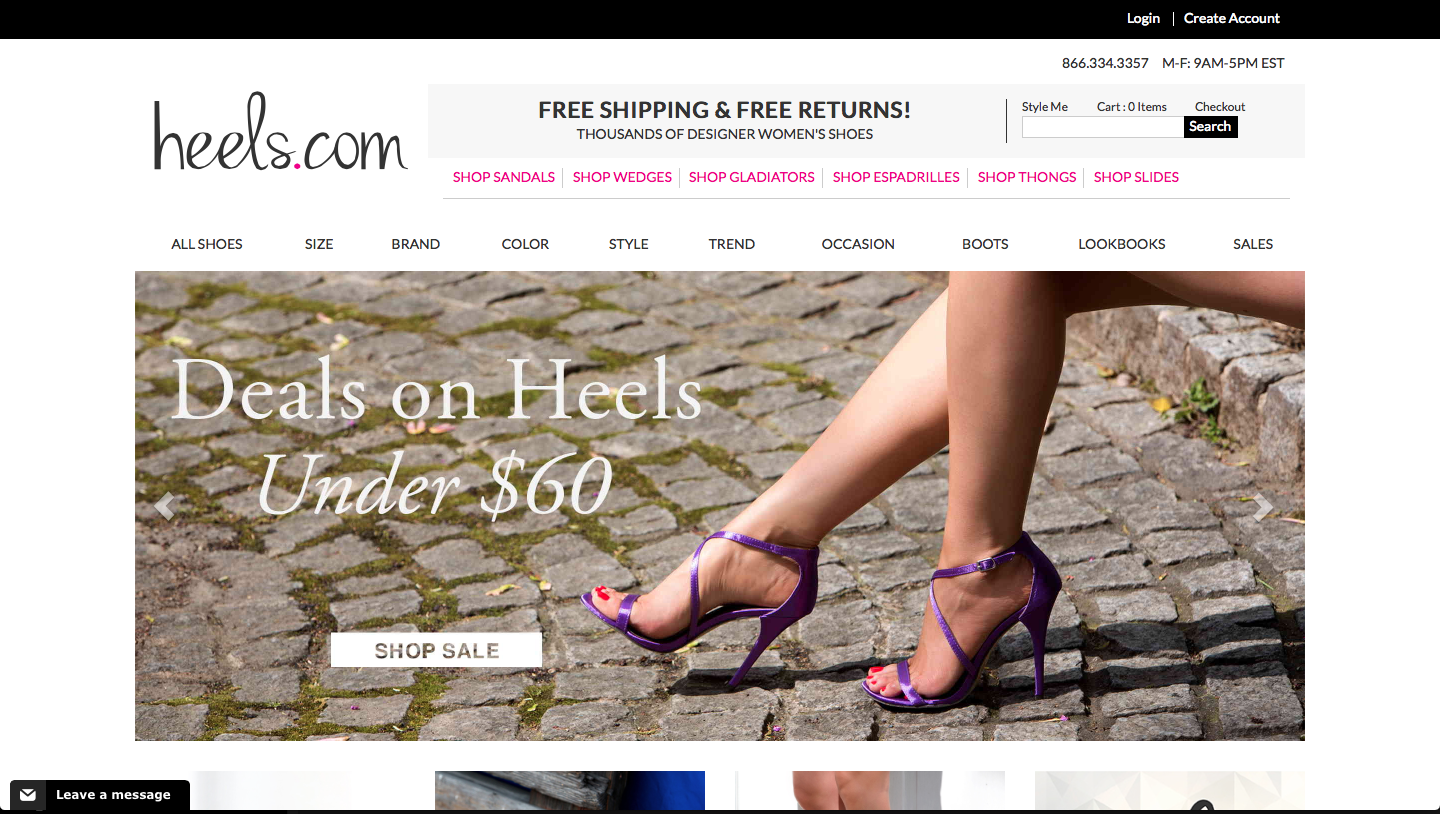 Login | Create Account
866.334.3357 M-F: 9AM-5PM EST
heels.com
FREE SHIPPING & FREE RETURNS!
THOUSANDS OF DESIGNER WOMEN'S SHOES
Style Me Cart : 0 Items Checkout
Search
SHOP SANDALS SHOP WEDGES SHOP GLADIATORS SHOP ESPADRILLES SHOP THONGS SHOP SLIDES
ALL SHOES SIZE BRAND COLOR STYLE TREND OCCASION BOOTS LOOKBOOKS SALES
Deals on Heels
Under $60
SHOP SALE
Leave a message